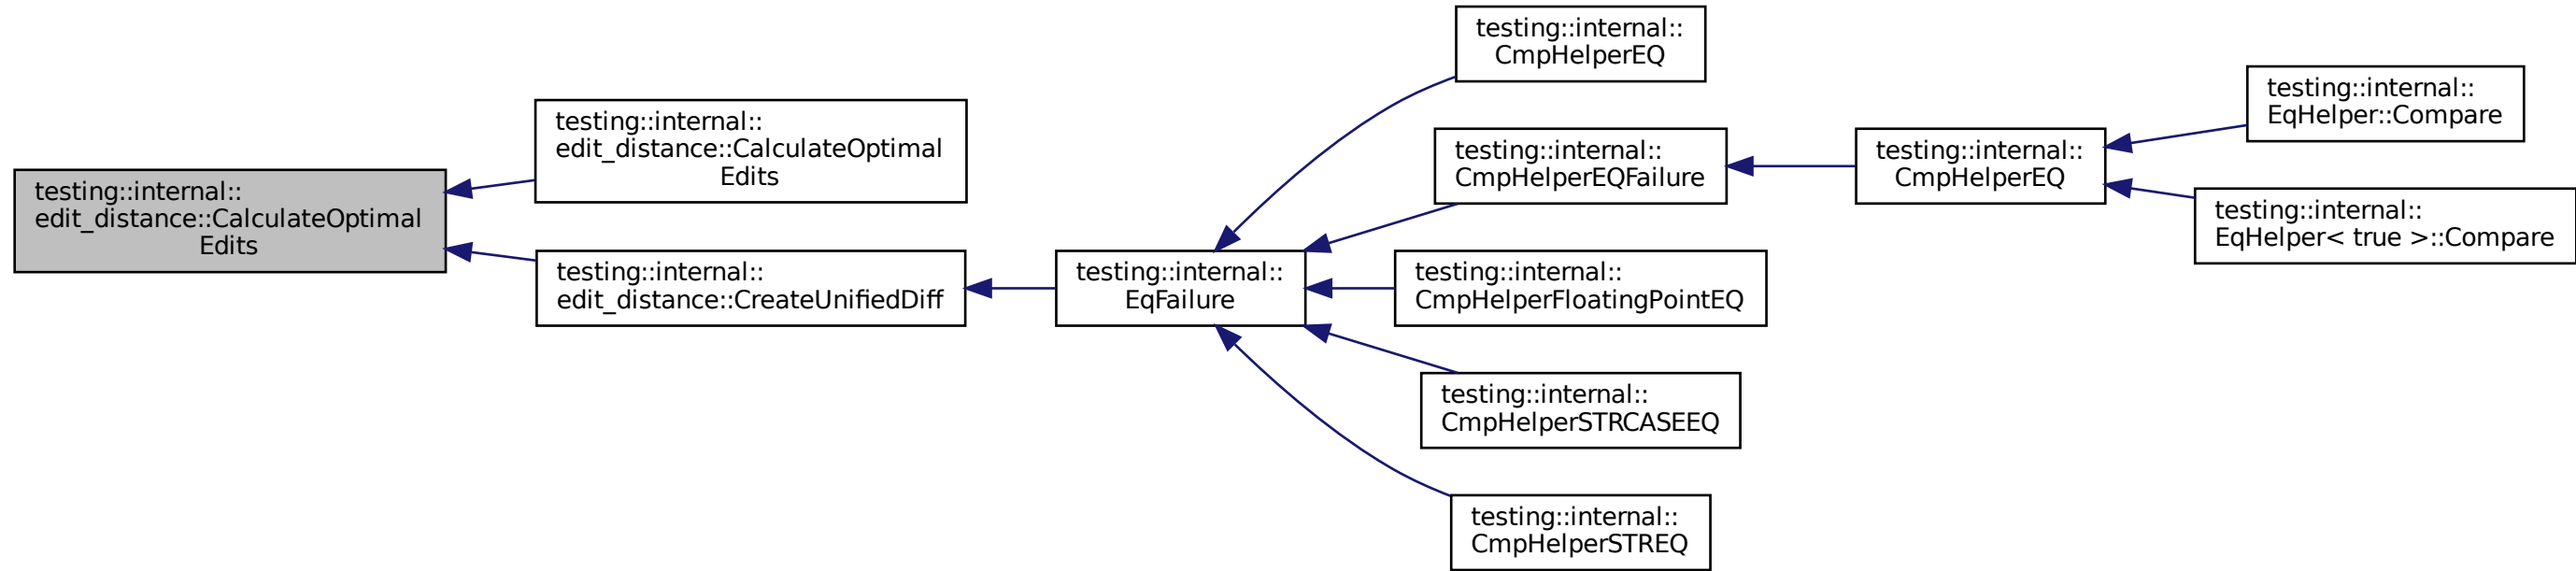 testing::internal::
edit_distance::CalculateOptimal
Edits
testing::internal::
edit_distance::CalculateOptimal
Edits
testing::internal::
edit_distance::CreateUnifiedDiff
testing::internal::
EqFailure
testing::internal::
CmpHelperEQ
testing::internal::
CmpHelperEQFailure
testing::internal::
CmpHelperFloatingPointEQ
testing::internal::
CmpHelperSTRCASEEQ
testing::internal::
CmpHelperSTREQ
testing::internal::
CmpHelperEQ
testing::internal::
EqHelper::Compare
testing::internal::
EqHelper< true >::Compare